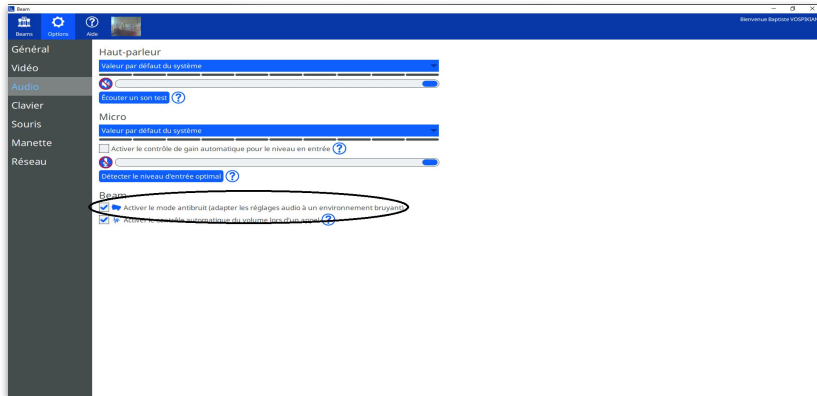 Beam
Beams
Options
Aide
Bienvenue Baptiste VOSPIKIAN
Général
Vidéo
Audio
Clavier
Souris
Manette
Réseau
Haut-parleur
Valeur par défaut du système
Écouter un son test ?
Micro
Valeur par défaut du système
Activer le contrôle de gain automatique pour le niveau en entrée ?
Détecter le niveau d'entrée optimal ?
Beam
Activer le mode antibruit (adapter les réglages audio à un environnement bruyant)
Activer le contrôle automatique du volume lors d'un appel ?